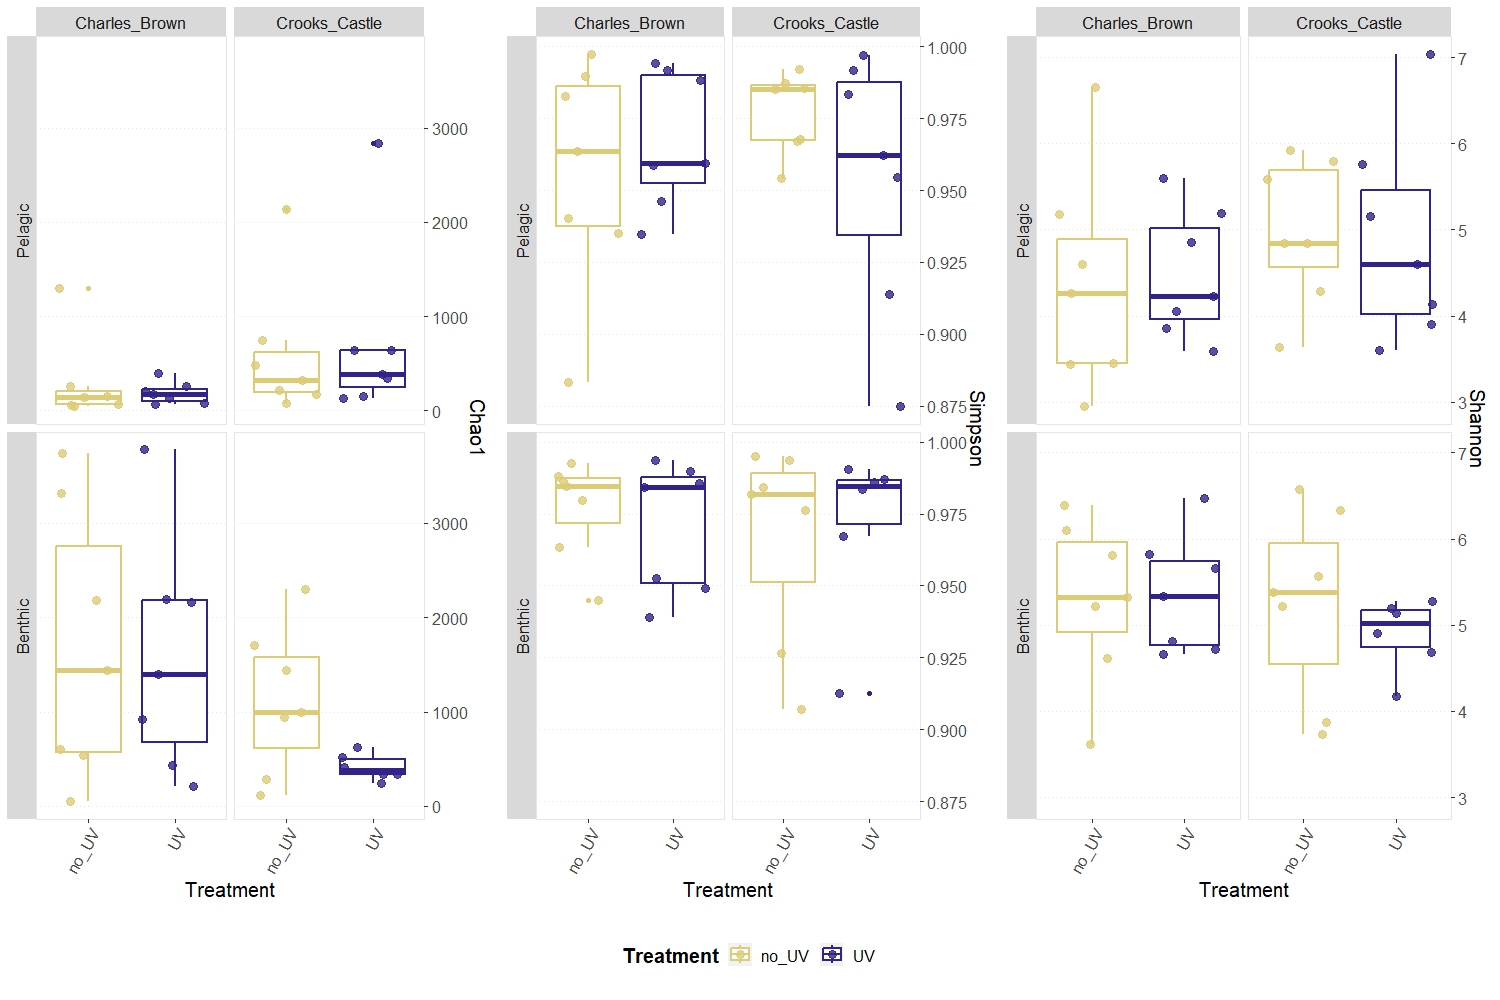 Charles_Brown Crooks_Castle
Pelagic
3000
2000
1000
0
Benthic
3000
2000
1000
0
Chao1
no_UV UV no_UV UV
Treatment
Charles_Brown Crooks_Castle
Pelagic
1.000
0.975
0.950
0.925
0.900
0.875
Benthic
1.000
0.975
0.950
0.925
0.900
0.875
Simpson
no_UV UV no_UV UV
Treatment
Charles_Brown Crooks_Castle
Pelagic
7
6
5
4
3
Benthic
7
6
5
4
3
Shannon
no_UV UV no_UV UV
Treatment
Treatment no_UV UV